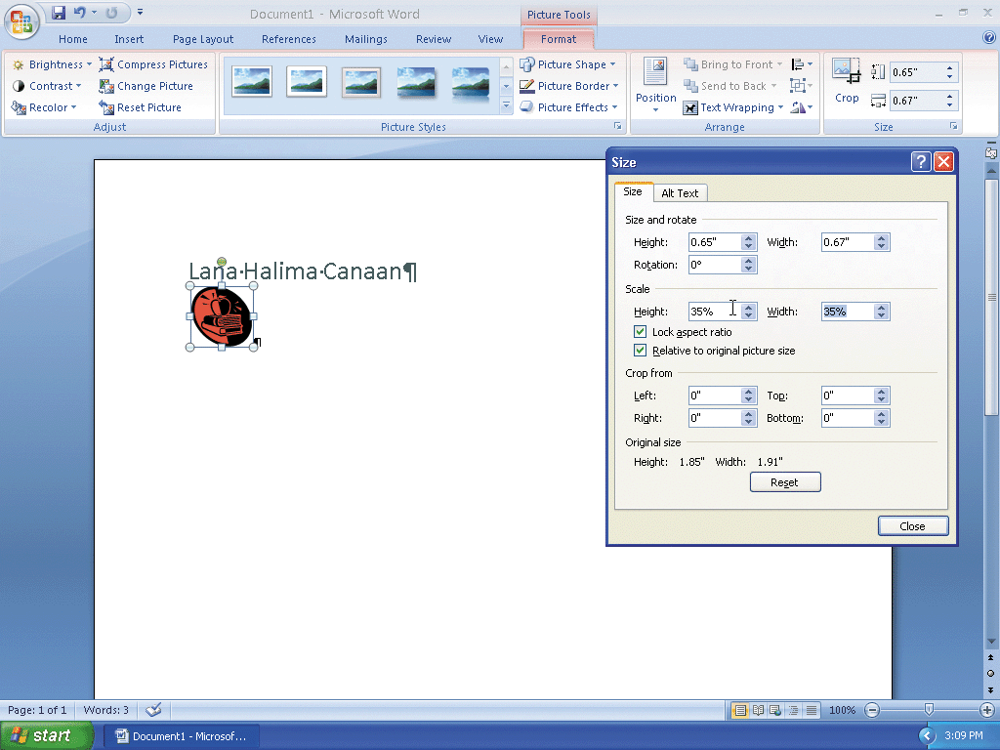 Document1 - Microsoft Word
Picture Tools
Home Insert Page Layout References Mailings Review View Format
Brightness Compress Pictures Picture Shape Bring to Front 0.65"
Contrast Change Picture Picture Border Position Send to Back Crop
Recolor Reset Picture Picture Effects Text Wrapping 0.67"
Adjust Picture Styles Arrange Size
Size
Size Alt Text
Size and rotate
Height: 0.65" Width: 0.67"
Rotation: 0°
Scale
Height: 35% Width: 35%
Lock aspect ratio
Relative to original picture size
Crop from
Left: 0" Top: 0"
Right: 0" Bottom: 0"
Original size
Height: 1.85" Width: 1.91"
Reset
Close
Lana·Halima·Canaan¶
¶
Page: 1 of 1 Words: 3 100%
start Document1 - Microsof... 3:09 PM